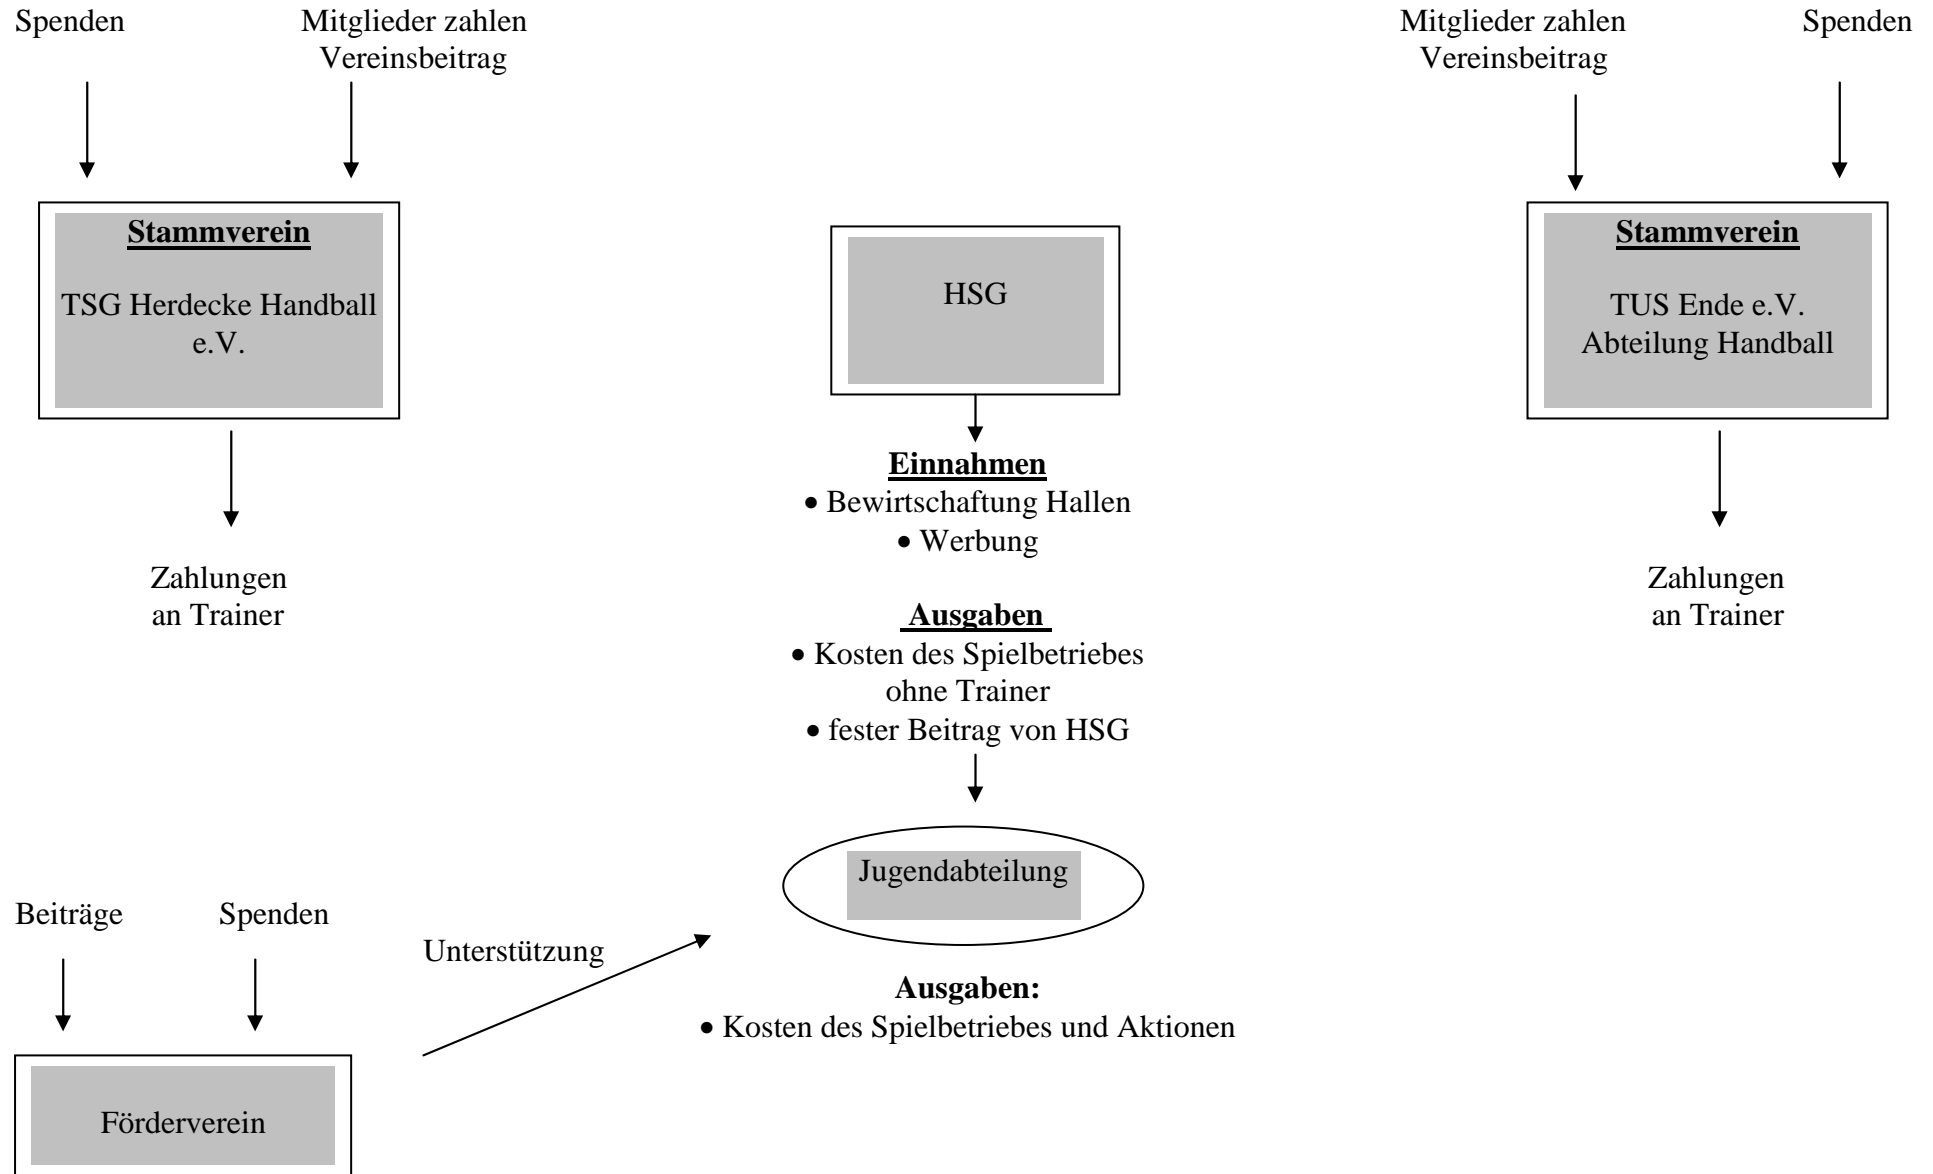 Spenden
Mitglieder zahlen
Vereinsbeitrag
Mitglieder zahlen
Vereinsbeitrag
Spenden
Stammverein
TSG Herdecke Handball
e.V.
HSG
Stammverein
TUS Ende e.V.
Abteilung Handball
Einnahmen
• Bewirtschaftung Hallen
• Werbung
Zahlungen
an Trainer
Zahlungen
an Trainer
Ausgaben
• Kosten des Spielbetriebes
ohne Trainer
• fester Beitrag von HSG
Jugendabteilung
Beiträge
Spenden
Unterstützung
Ausgaben:
• Kosten des Spielbetriebes und Aktionen
Förderverein